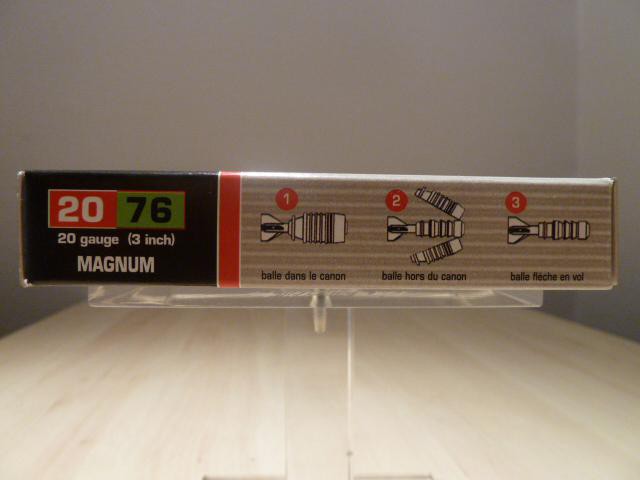 20 76
20 gauge (3 inch)
MAGNUM
1
balle dans le canon
2
balle hors du canon
3
balle flèche en vol